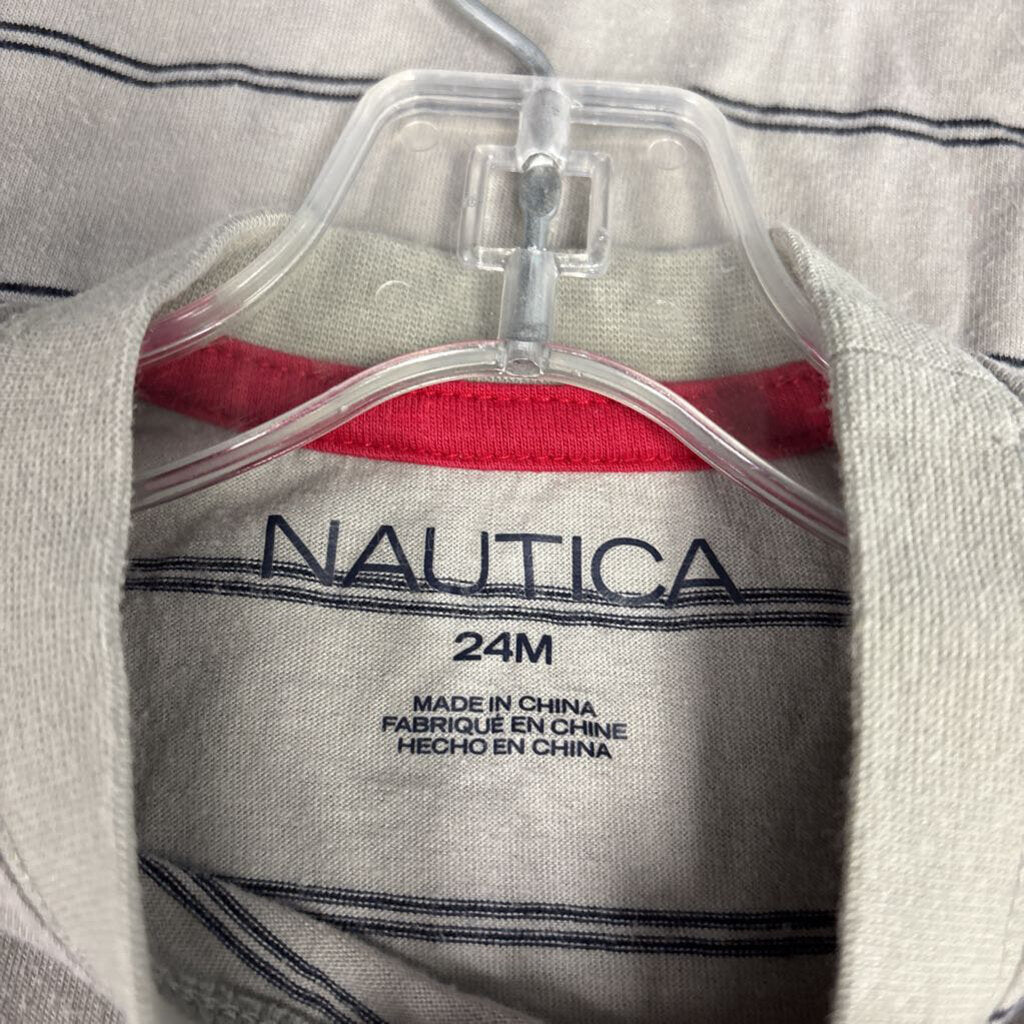 NAUTICA
24M
MADE IN CHINA
FABRIQUÉ EN CHINE
HECHO EN CHINA